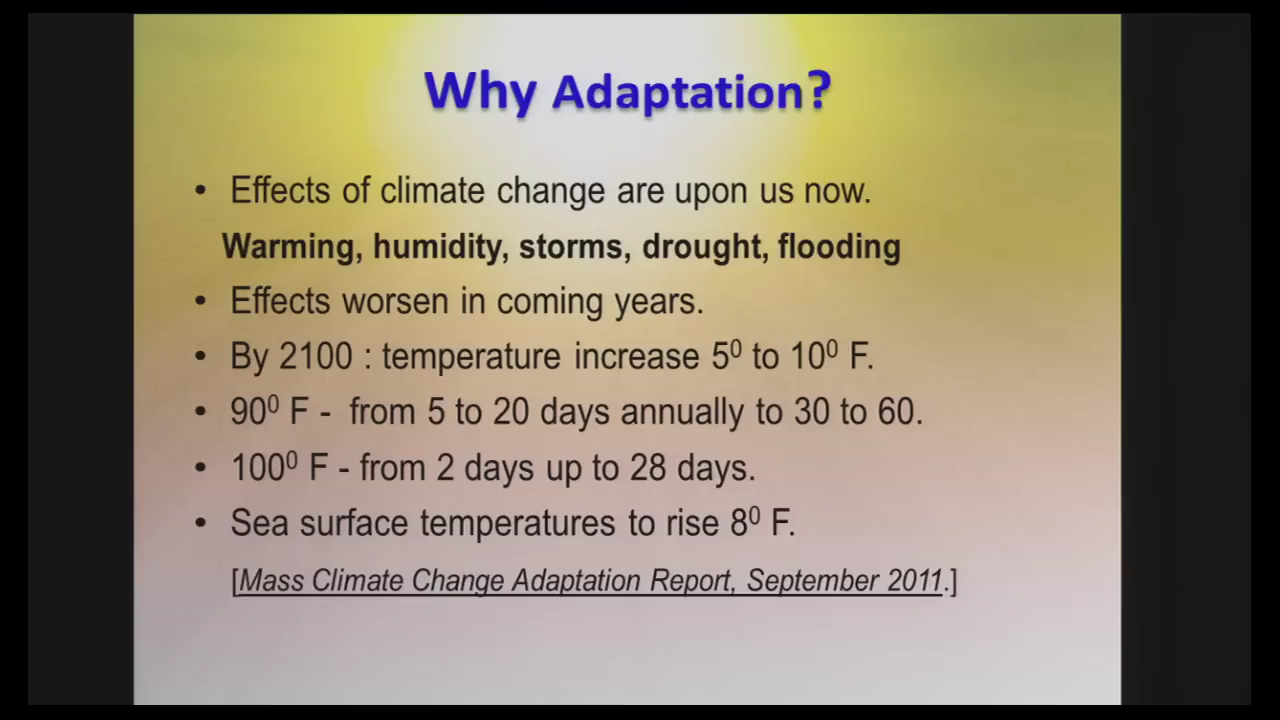 Why Adaptation?
• Effects of climate change are upon us now.
Warming, humidity, storms, drought, flooding
• Effects worsen in coming years.
• By 2100 : temperature increase 5⁰ to 10⁰ F.
• 90⁰ F - from 5 to 20 days annually to 30 to 60.
• 100⁰ F - from 2 days up to 28 days.
• Sea surface temperatures to rise 8⁰ F.
[Mass Climate Change Adaptation Report, September 2011.]